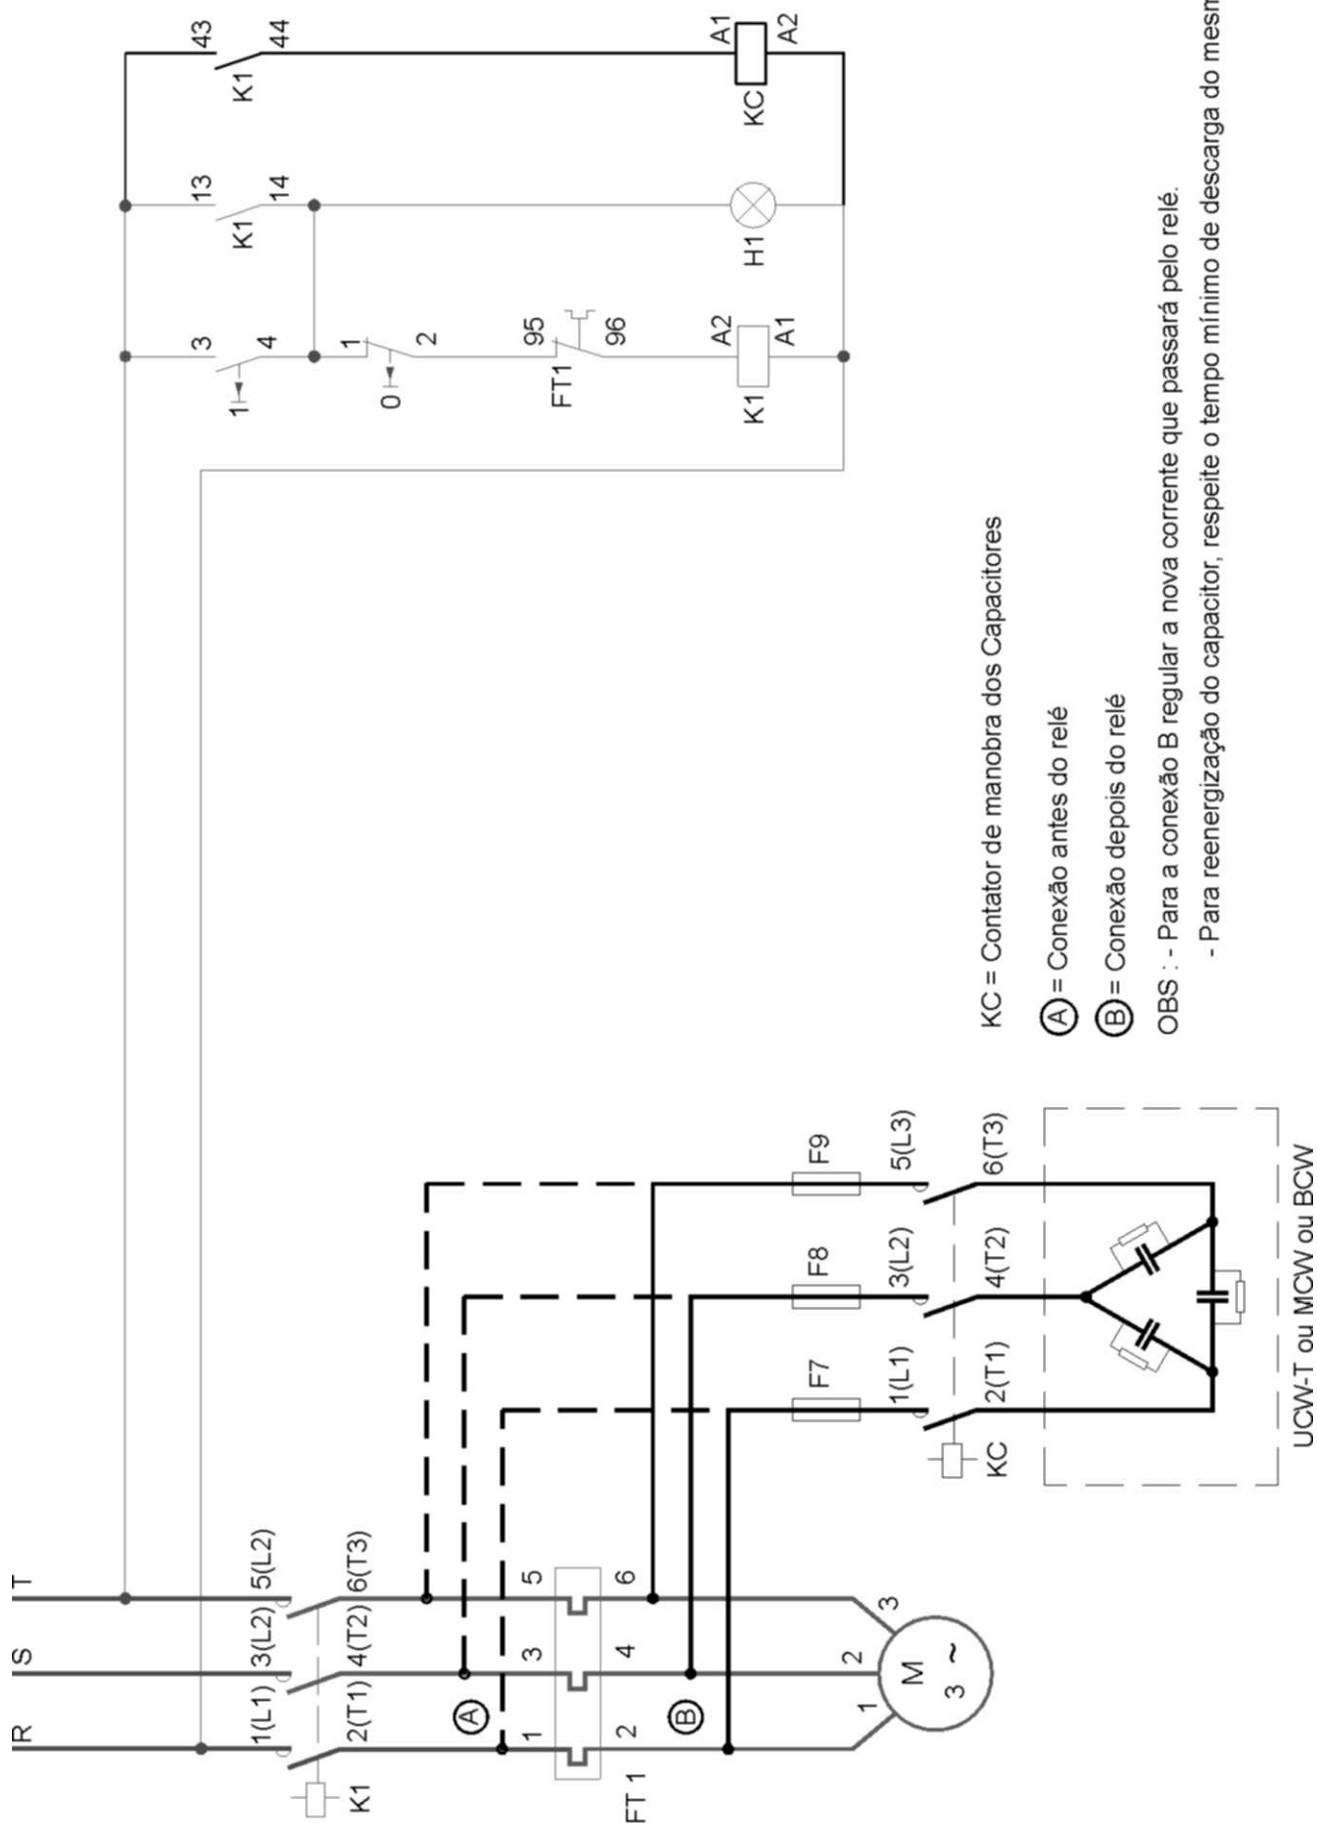 R
S
T
1(L1)
3(L2)
5(L2)
K1
2(T1)
4(T2)
6(T3)
A
1
3
5
FT 1
2
4
6
B
1
2
3
M
3 ~
F7
F8
F9
1(L1)
3(L2)
5(L3)
KC
2(T1)
4(T2)
6(T3)
UCW-T ou MCW ou BCW
3
13
43
1
K1
K1
4
14
44
1
0
2
95
FT1
96
A2
K1
A1
H1
A1
KC
A2
KC = Contator de manobra dos Capacitores
A = Conexão antes do relé
B = Conexão depois do relé
OBS : - Para a conexão B regular a nova corrente que passará pelo relé.
- Para reenergização do capacitor, respeite o tempo mínimo de descarga do